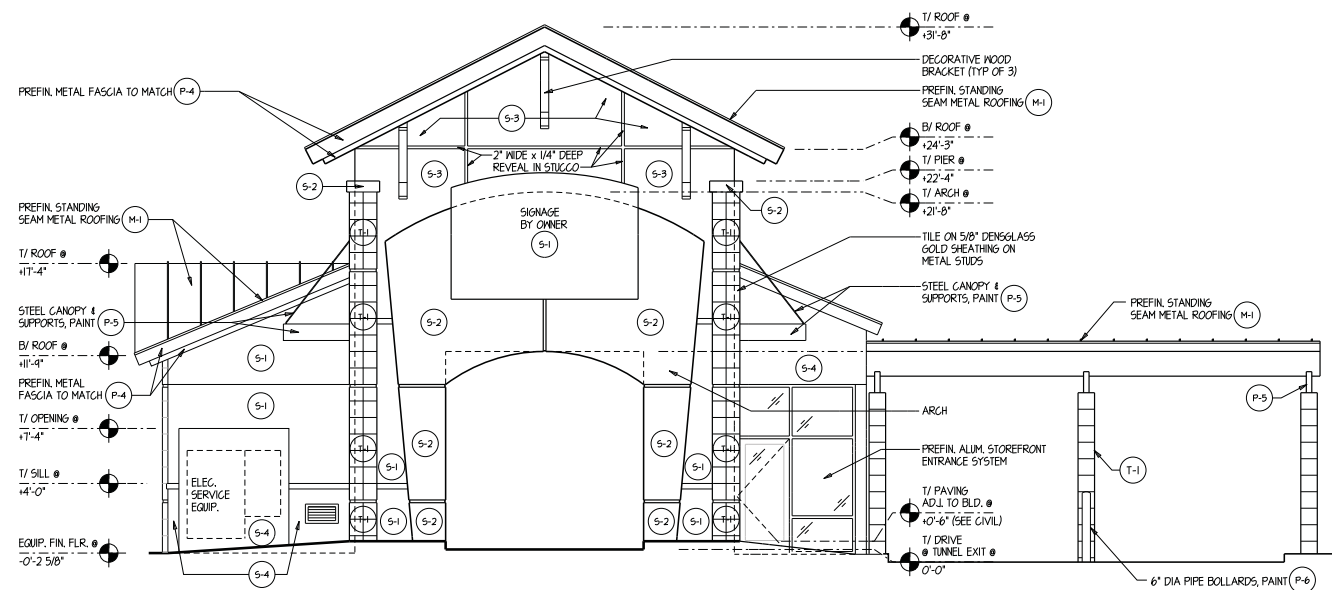 T/ ROOF @
+31'-8"
DECORATIVE WOOD
BRACKET (TYP OF 3)
PREFIN. METAL FASCIA TO MATCH P-4
PREFIN. STANDING
SEAM METAL ROOFING M-1
S-3
B/ ROOF @
+24'-3"
2" WIDE x 1/4" DEEP
REVEAL IN STUCCO
T/ PIER @
+22'-4"
S-3
S-3
S-2
T/ ARCH @
+21'-8"
S-2
PREFIN. STANDING
SEAM METAL ROOFING M-1
SIGNAGE
BY OWNER
S-1
T-1
T-1
TILE ON 5/8" DENSGLASS
GOLD SHEATHING ON
METAL STUDS
T/ ROOF @
+17'-4"
STEEL CANOPY &
SUPPORTS, PAINT P-5
PREFIN. STANDING
SEAM METAL ROOFING M-1
STEEL CANOPY &
SUPPORTS, PAINT P-5
T-1
S-2
S-2
T-1
B/ ROOF @
+11'-9"
S-1
S-4
PREFIN. METAL
FASCIA TO MATCH P-4
S-1
P-5
ARCH
T/ OPENING @
+7'-4"
T-1
S-2
S-2
T-1
PREFIN. ALUM. STOREFRONT
ENTRANCE SYSTEM
S-1
S-1
T-1
T/ SILL @
+4'-0"
ELEC.
SERVICE
EQUIP.
T/ PAVING
ADJ. TO BLD. @
+0'-6" (SEE CIVIL)
S-4
T-1
S-1
S-2
S-2
S-1
T-1
EQUIP. FIN. FLR. @
-0'-2 5/8"
T/ DRIVE
@ TUNNEL EXIT @
0'-0"
S-4
6" DIA PIPE BOLLARDS, PAINT P-6